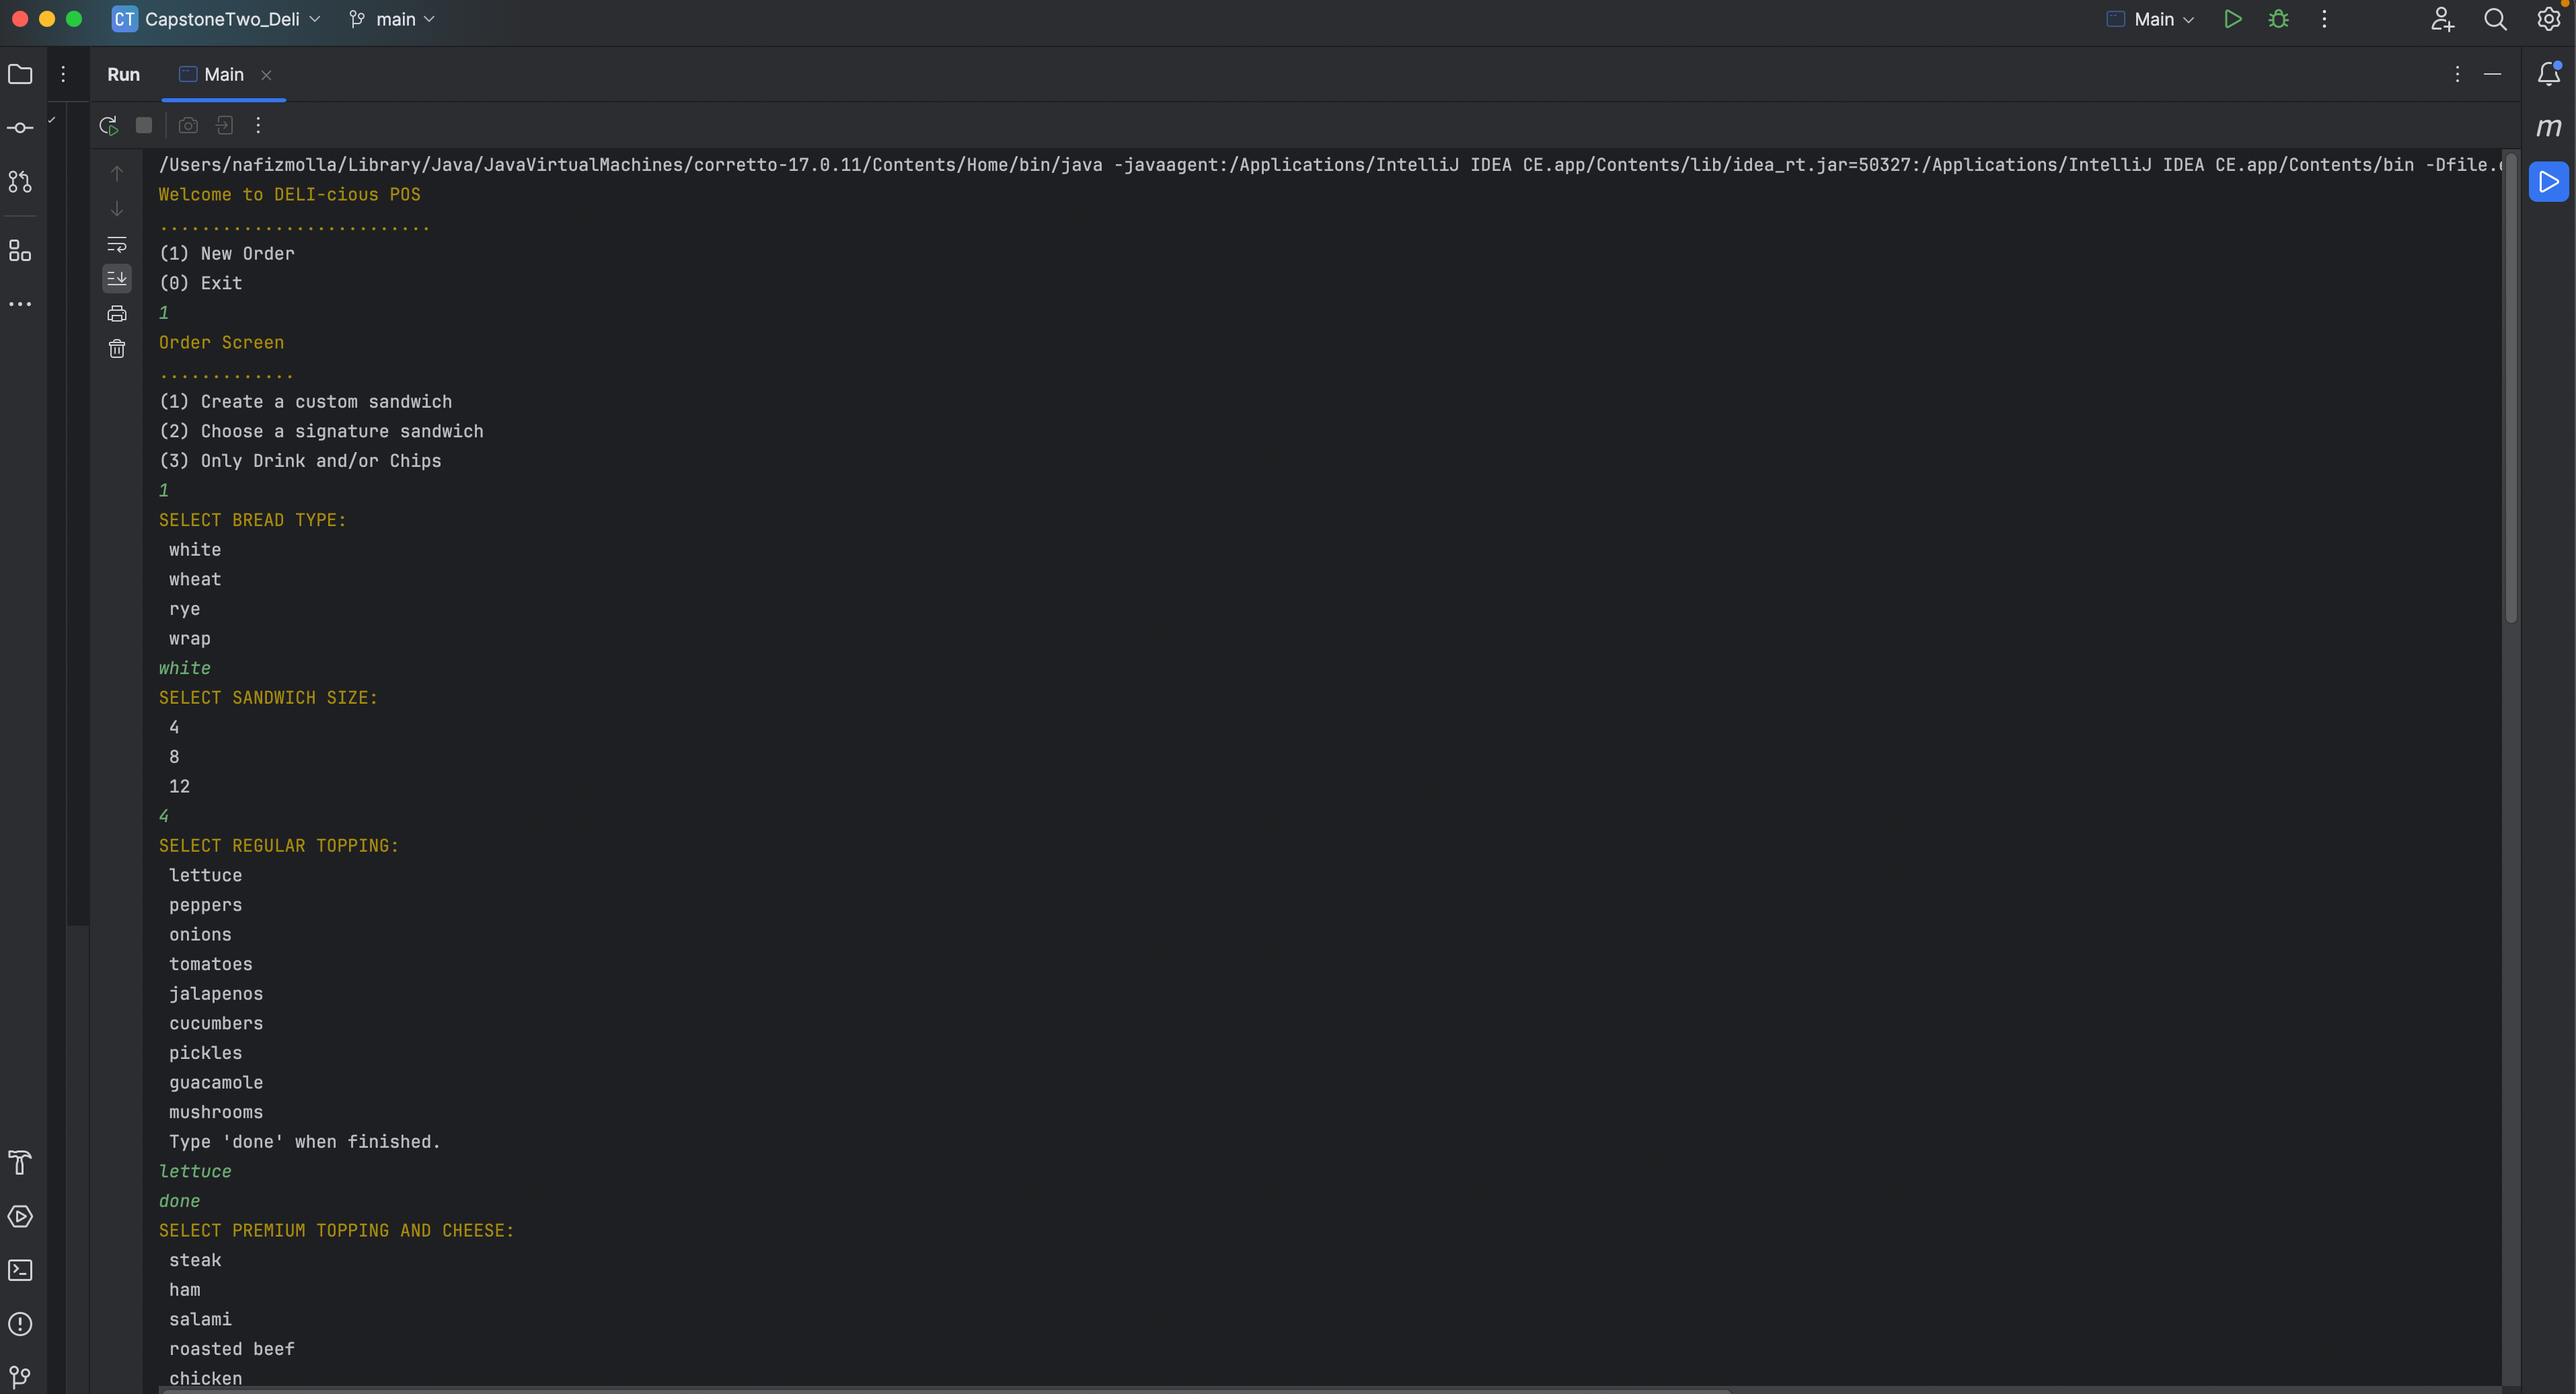 CT CapstoneTwo_Deli main Main
Run Main
/Users/nafizmolla/Library/Java/JavaVirtualMachines/corretto-17.0.11/Contents/Home/bin/java -javaagent:/Applications/IntelliJ IDEA CE.app/Contents/lib/idea_rt.jar=50327:/Applications/IntelliJ IDEA CE.app/Contents/bin -Dfile.
m
Welcome to DELI-cious POS
..........................
(1) New Order
(0) Exit
1
Order Screen
.............
(1) Create a custom sandwich
(2) Choose a signature sandwich
(3) Only Drink and/or Chips
1
SELECT BREAD TYPE:
white
wheat
rye
wrap
white
SELECT SANDWICH SIZE:
4
8
12
4
SELECT REGULAR TOPPING:
lettuce
peppers
onions
tomatoes
jalapenos
cucumbers
pickles
guacamole
mushrooms
Type 'done' when finished.
lettuce
done
SELECT PREMIUM TOPPING AND CHEESE:
steak
ham
salami
roasted beef
chicken